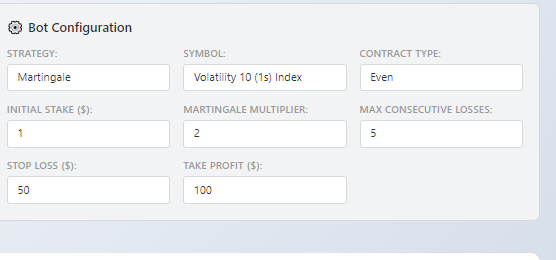 Bot Configuration
STRATEGY: SYMBOL: CONTRACT TYPE:
Martingale Volatility 10 (1s) Index Even
INITIAL STAKE ($): MARTINGALE MULTIPLIER: MAX CONSECUTIVE LOSSES:
1 2 5
STOP LOSS ($): TAKE PROFIT ($):
50 100